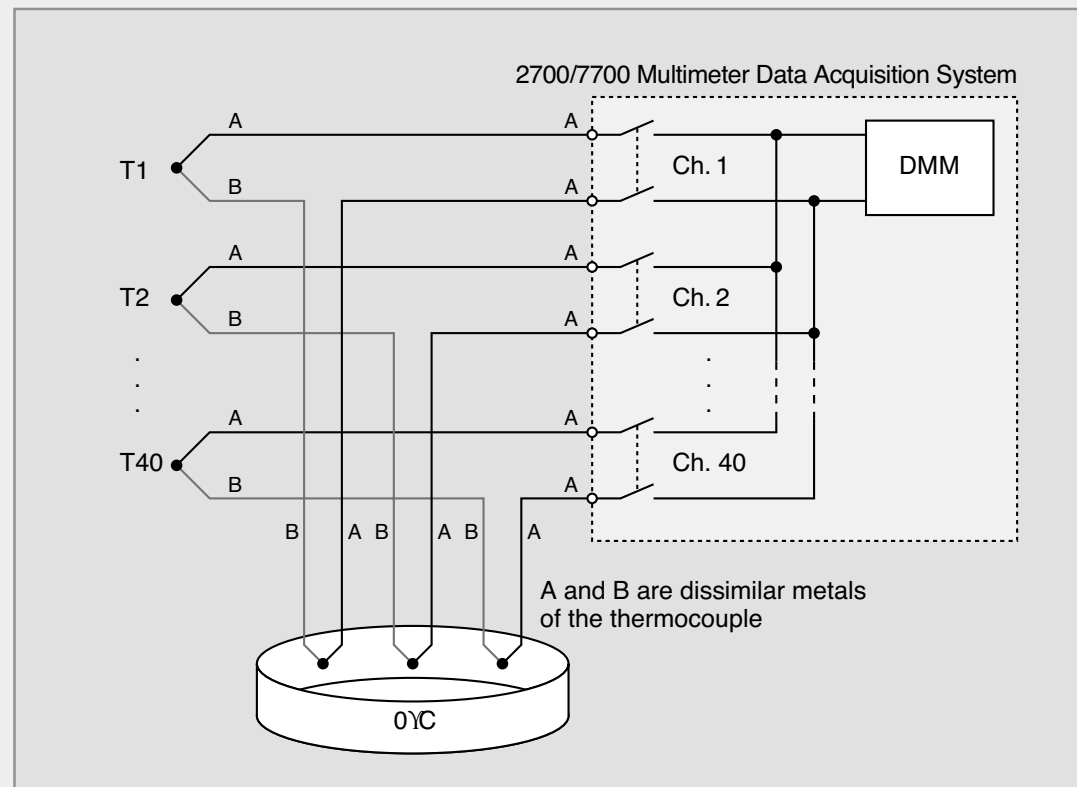 2700/7700 Multimeter Data Acquisition System
A A
T1 Ch. 1 DMM
B A
A A
T2 Ch. 2
B A
.
.
.
.
.
.
A A
T40 Ch. 40
B A
B A B A B A
A and B are dissimilar metals
of the thermocouple
0ϒC